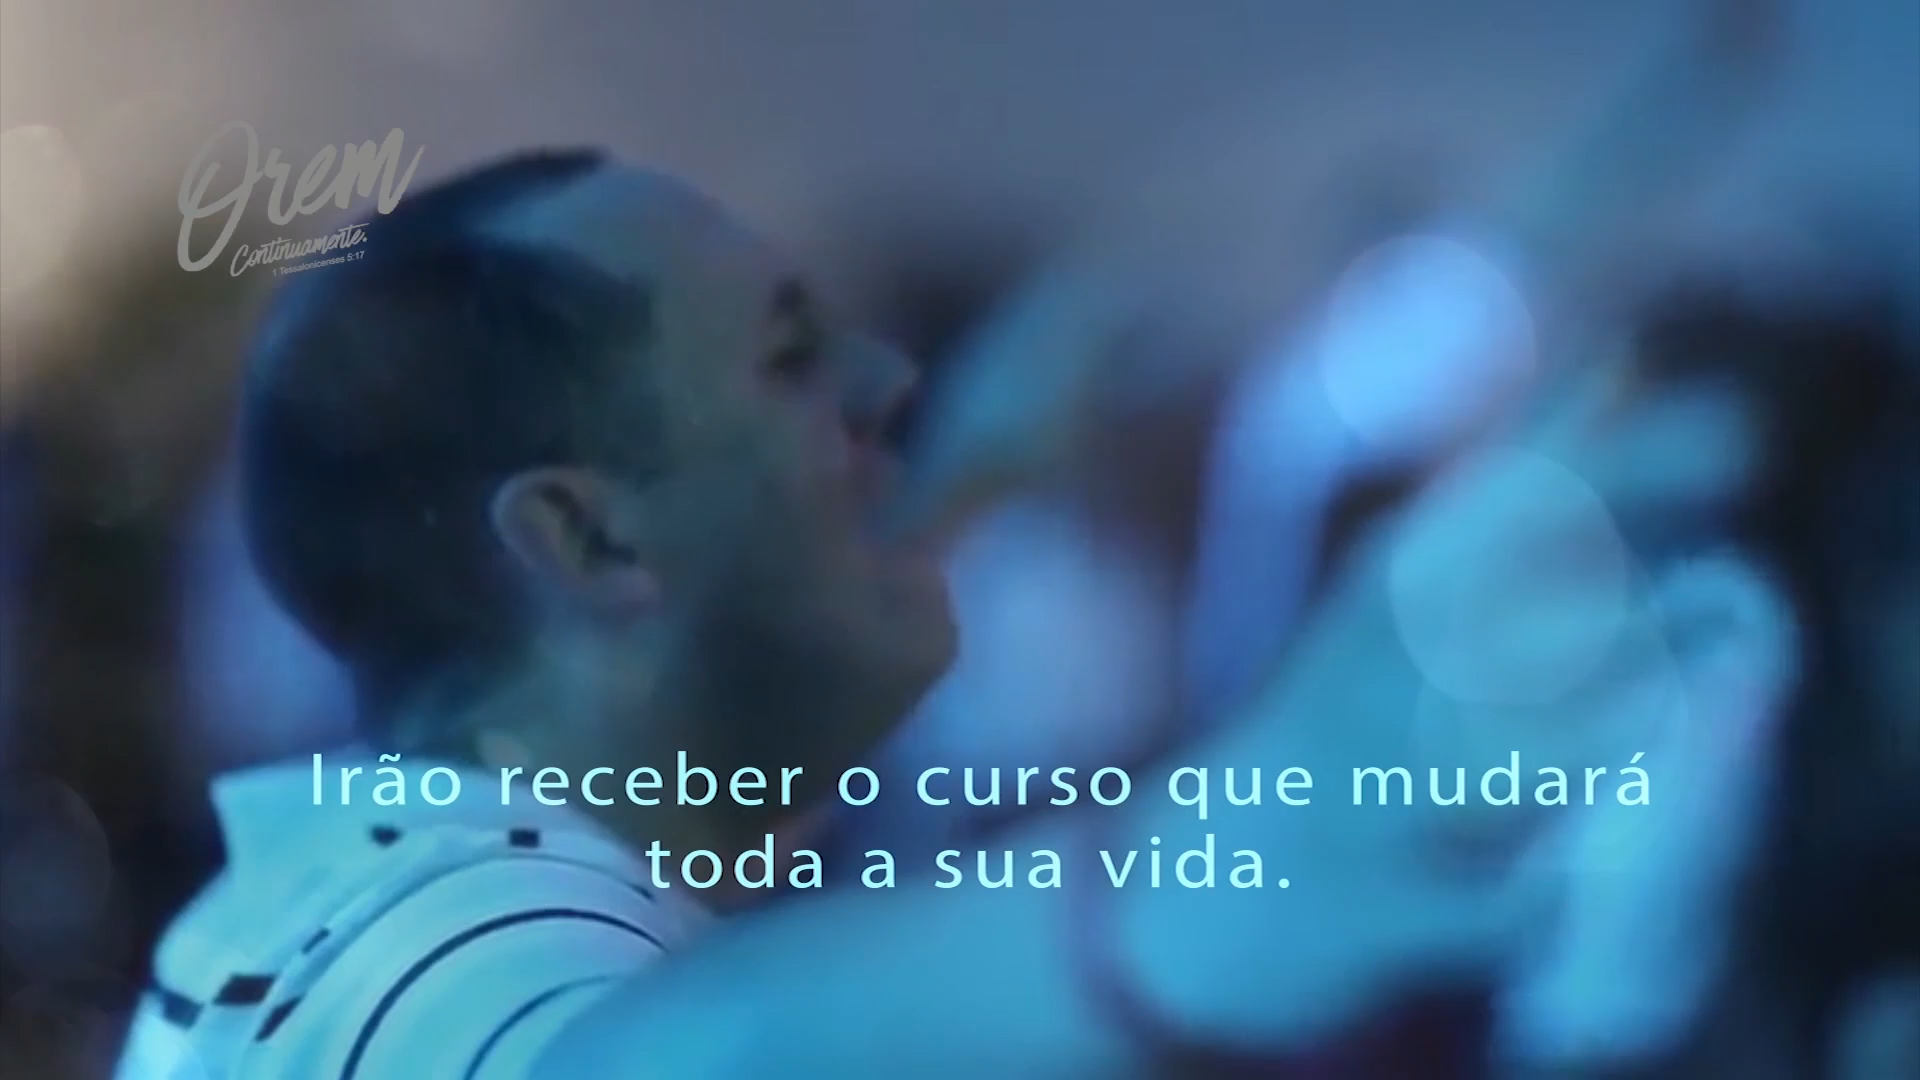 Orem
Continuamente.
1 Tessalonicenses 5:17
Irão receber o curso que mudará
toda a sua vida.